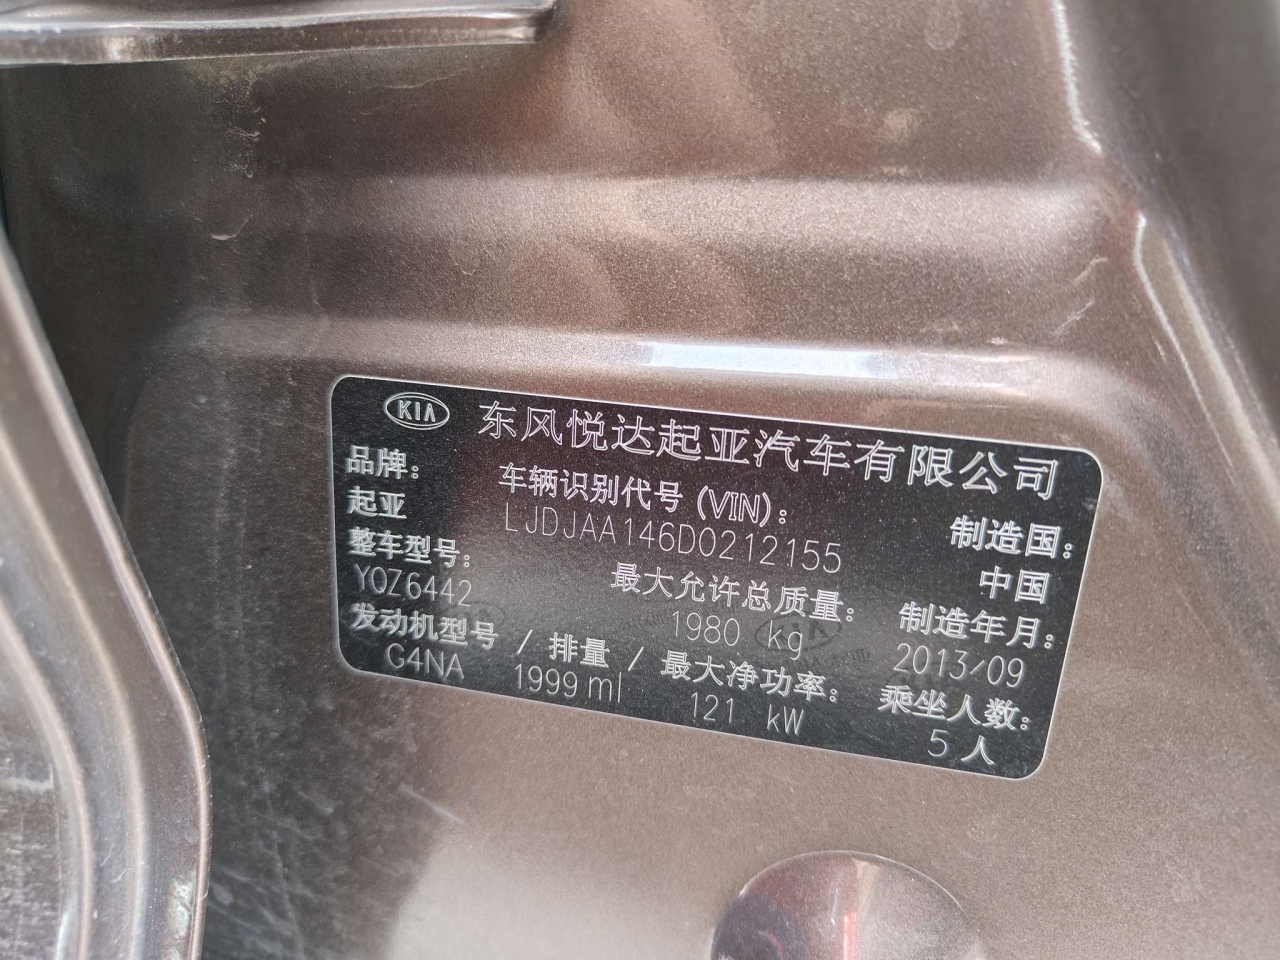 KIA 东风悦达起亚汽车有限公司
品牌: 车辆识别代号 (VIN): 制造国:
起亚 LJDJAA146D0212155 中国
整车型号: 最大允许总质量: 制造年月:
YQZ6442 1980 kg 2013/09
发动机型号 / 排量 / 最大净功率: 乘坐人数:
G4NA 1999 ml 121 kW 5 人